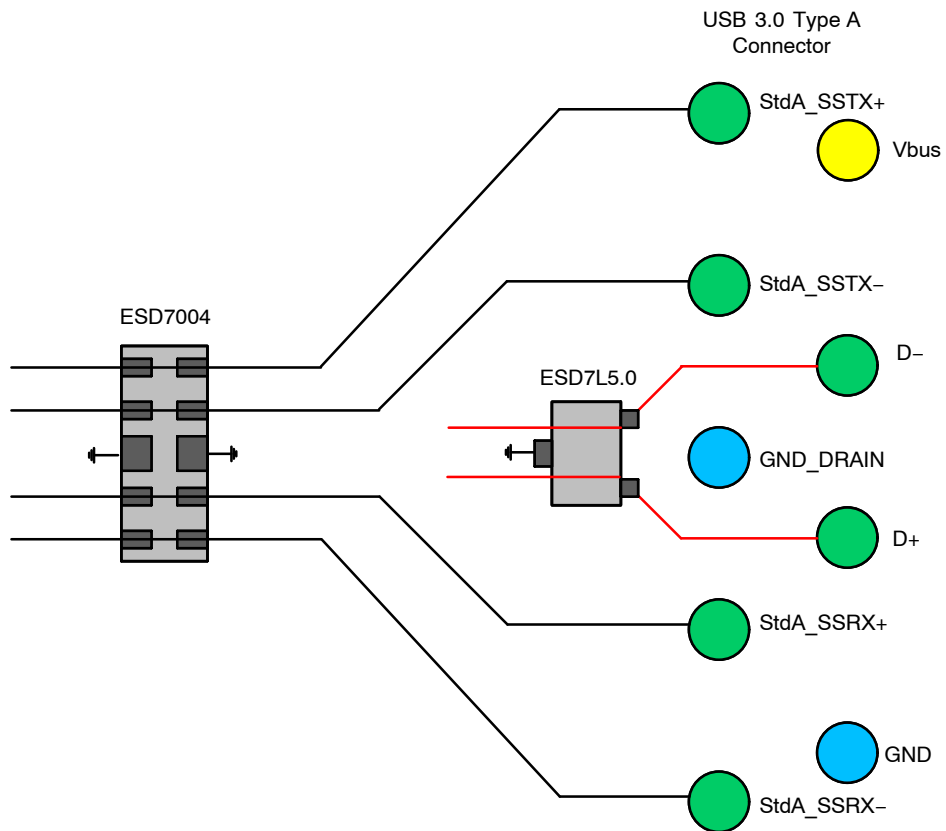 USB 3.0 Type A
Connector
StdA_SSTX+
Vbus
StdA_SSTX−
ESD7004
D−
ESD7L5.0
GND_DRAIN
D+
StdA_SSRX+
GND
StdA_SSRX−